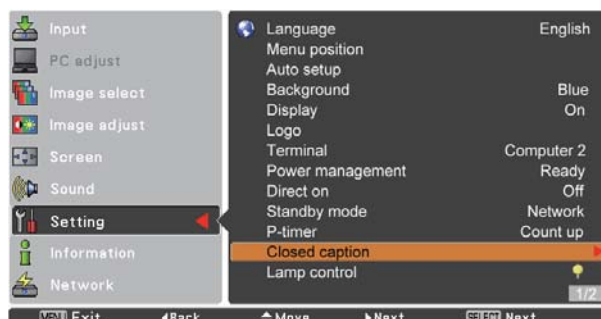 Input
PC adjust
Image select
Image adjust
Screen
Sound
Setting
Information
Network
Language English
Menu position
Auto setup
Background Blue
Display On
Logo
Terminal Computer 2
Power management Ready
Direct on Off
Standby mode Network
P-timer Count up
Closed caption
Lamp control
1/2
MENU Exit Back Move Next SELECT Next